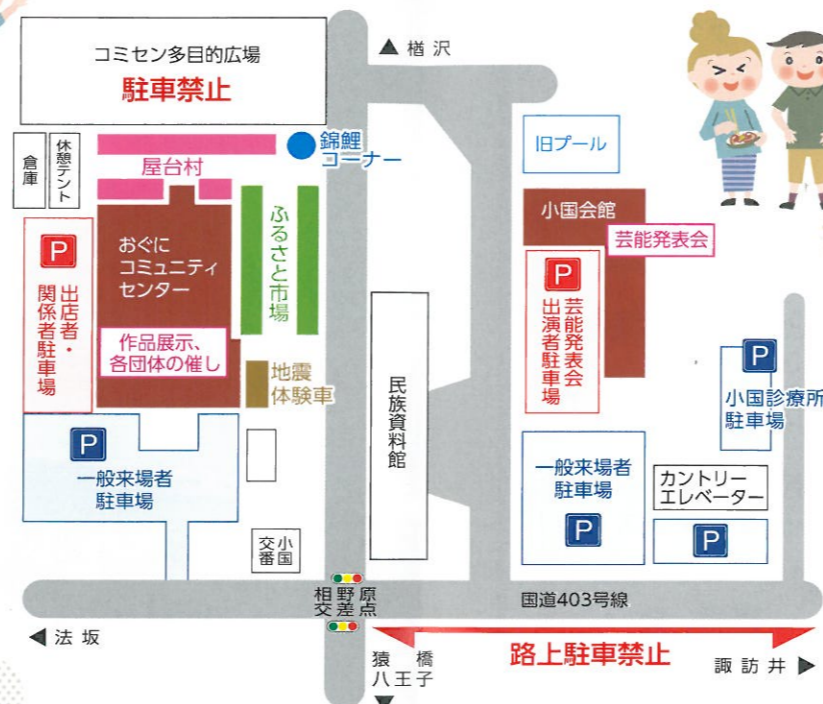 コミセン多目的広場
駐車禁止
▲ 楢沢
倉庫
休憩テント
屋台村
錦鯉
コーナー
旧プール
小国会館
芸能発表会
P
出店者・
関係者駐車場
おぐに
コミュニティ
センター
作品展示、
各団体の催し
ふるさと市場
地震
体験車
民族資料館
P
芸能発表会
出演者駐車場
P
小国診療所
駐車場
P
一般来場者
駐車場
小国
交番
一般来場者
駐車場
P
カントリー
エレベーター
P
相野原
交差点
国道403号線
◀ 法坂
猿橋
八王子
▼
路上駐車禁止
諏訪井 ▶